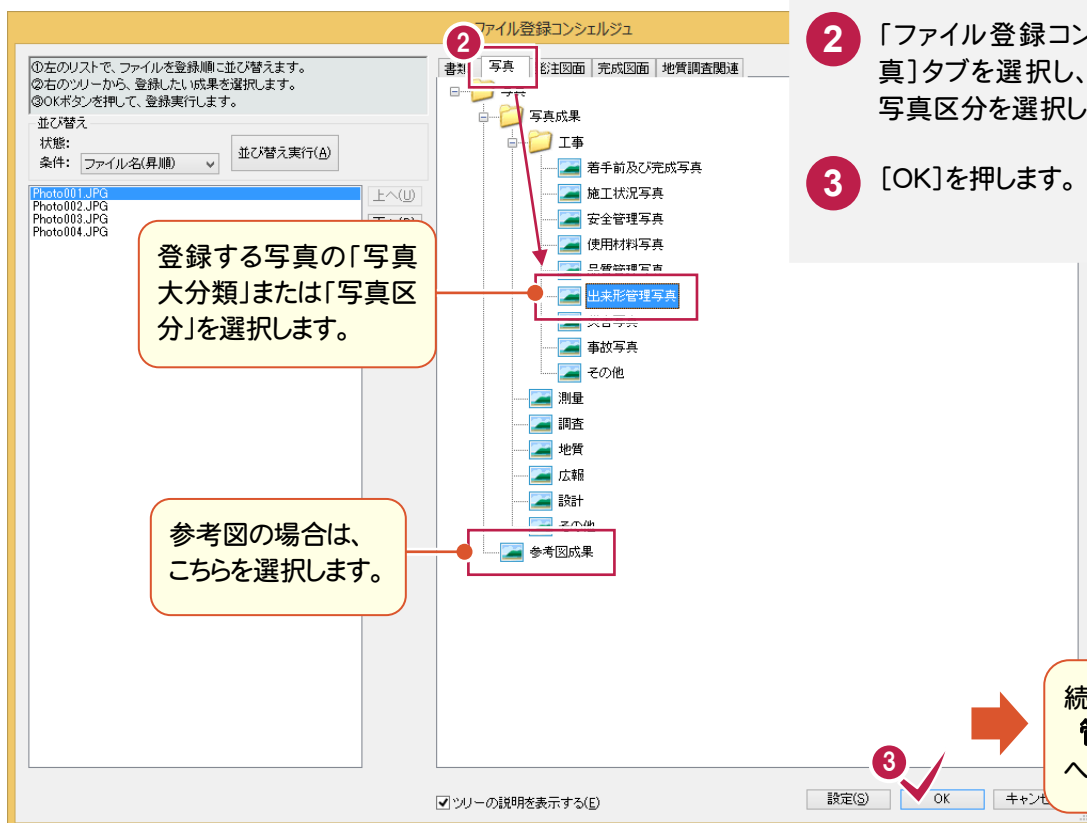 ファイル登録コンシェルジュ
①左のリストで、ファイルを登録順に並び替えます。
②右のツリーから、登録したい成果を選択します。
③OKボタンを押して、登録実行します。
並び替え
状態:
条件: ファイル名(昇順)
並び替え実行(A)
Photo001.JPG
Photo002.JPG
Photo003.JPG
Photo004.JPG
上へ(U)
登録する写真の「写真
大分類」または「写真区
分」を選択します。
参考図の場合は、
こちらを選択します。
2
写真
完成図面
地質調査関連
写真成果
工事
着手前及び完成写真
施工状況写真
安全管理写真
使用材料写真
品質管理写真
出来形管理写真
事故写真
その他
測量
調査
地質
広報
設計
その他
参考図成果
ツリーの説明を表示する(E)
3
設定(S)
OK
2 「ファイル登録コン
真]タブを選択し、
写真区分を選択し
3 [OK]を押します。
続
へ